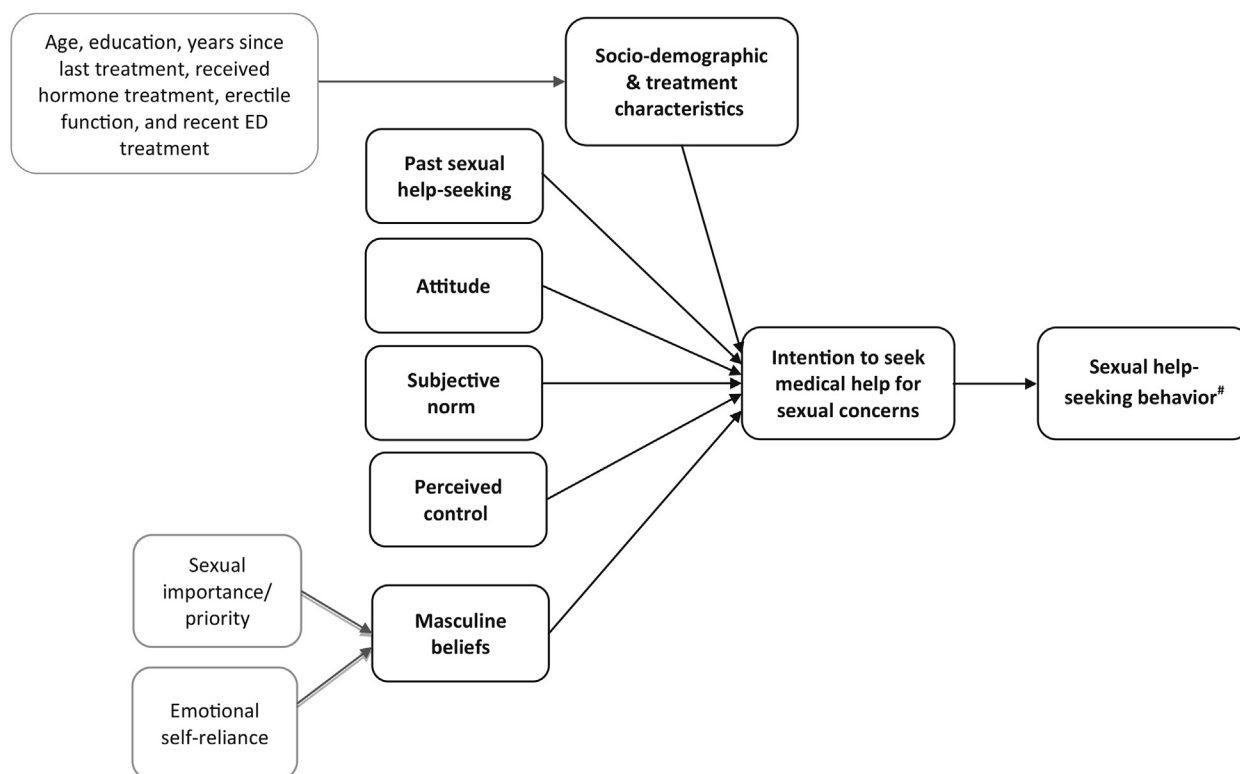 Age, education, years since
last treatment, received
hormone treatment, erectile
function, and recent ED
treatment
Socio-demographic
& treatment
characteristics
Past sexual
help-seeking
Attitude
Subjective
norm
Perceived
control
Intention to seek
medical help for
sexual concerns
Sexual help-
seeking behavior#
Sexual
importance/
priority
Masculine
beliefs
Emotional
self-reliance